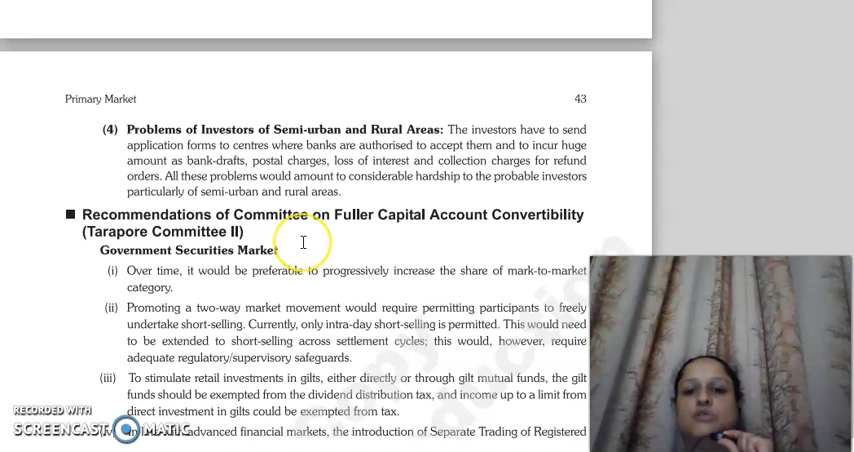 Primary Market 43
(4) Problems of Investors of Semi-urban and Rural Areas: The investors have to send
application forms to centres where banks are authorised to accept them and to incur huge
amount as bank-drafts, postal charges, loss of interest and collection charges for refund
orders. All these problems would amount to considerable hardship to the probable investors
particularly of semi-urban and rural areas.
■ Recommendations of Committee on Fuller Capital Account Convertibility
(Tarapore Committee II)
Government Securities Market
(i) Over time, it would be preferable to progressively increase the share of mark-to-market
category.
(ii) Promoting a two-way market movement would require permitting participants to freely
undertake short-selling. Currently, only intra-day short-selling is permitted. This would need
to be extended to short-selling across settlement cycles; this would, however, require
adequate regulatory/supervisory safeguards.
(iii) To stimulate retail investments in gilts, either directly or through gilt mutual funds, the gilt
funds should be exempted from the dividend distribution tax, and income up to a limit from
direct investment in gilts could be exempted from tax.
advanced financial markets, the introduction of Separate Trading of Registered
RECORDED WITH
SCREENCAST MATIC